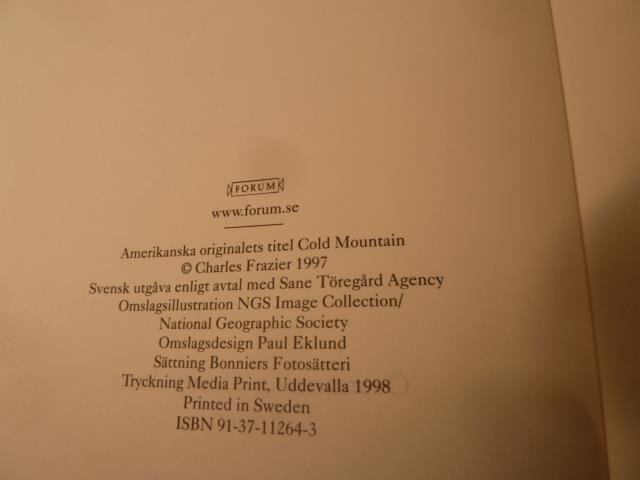 FORUM
www.forum.se
Amerikanska originalets titel Cold Mountain
© Charles Frazier 1997
Svensk utgåva enligt avtal med Sane Töregård Agency
Omslagsillustration NGS Image Collection/
National Geographic Society
Omslagsdesign Paul Eklund
Sättning Bonniers Fotosätteri
Tryckning Media Print, Uddevalla 1998
Printed in Sweden
ISBN 91-37-11264-3